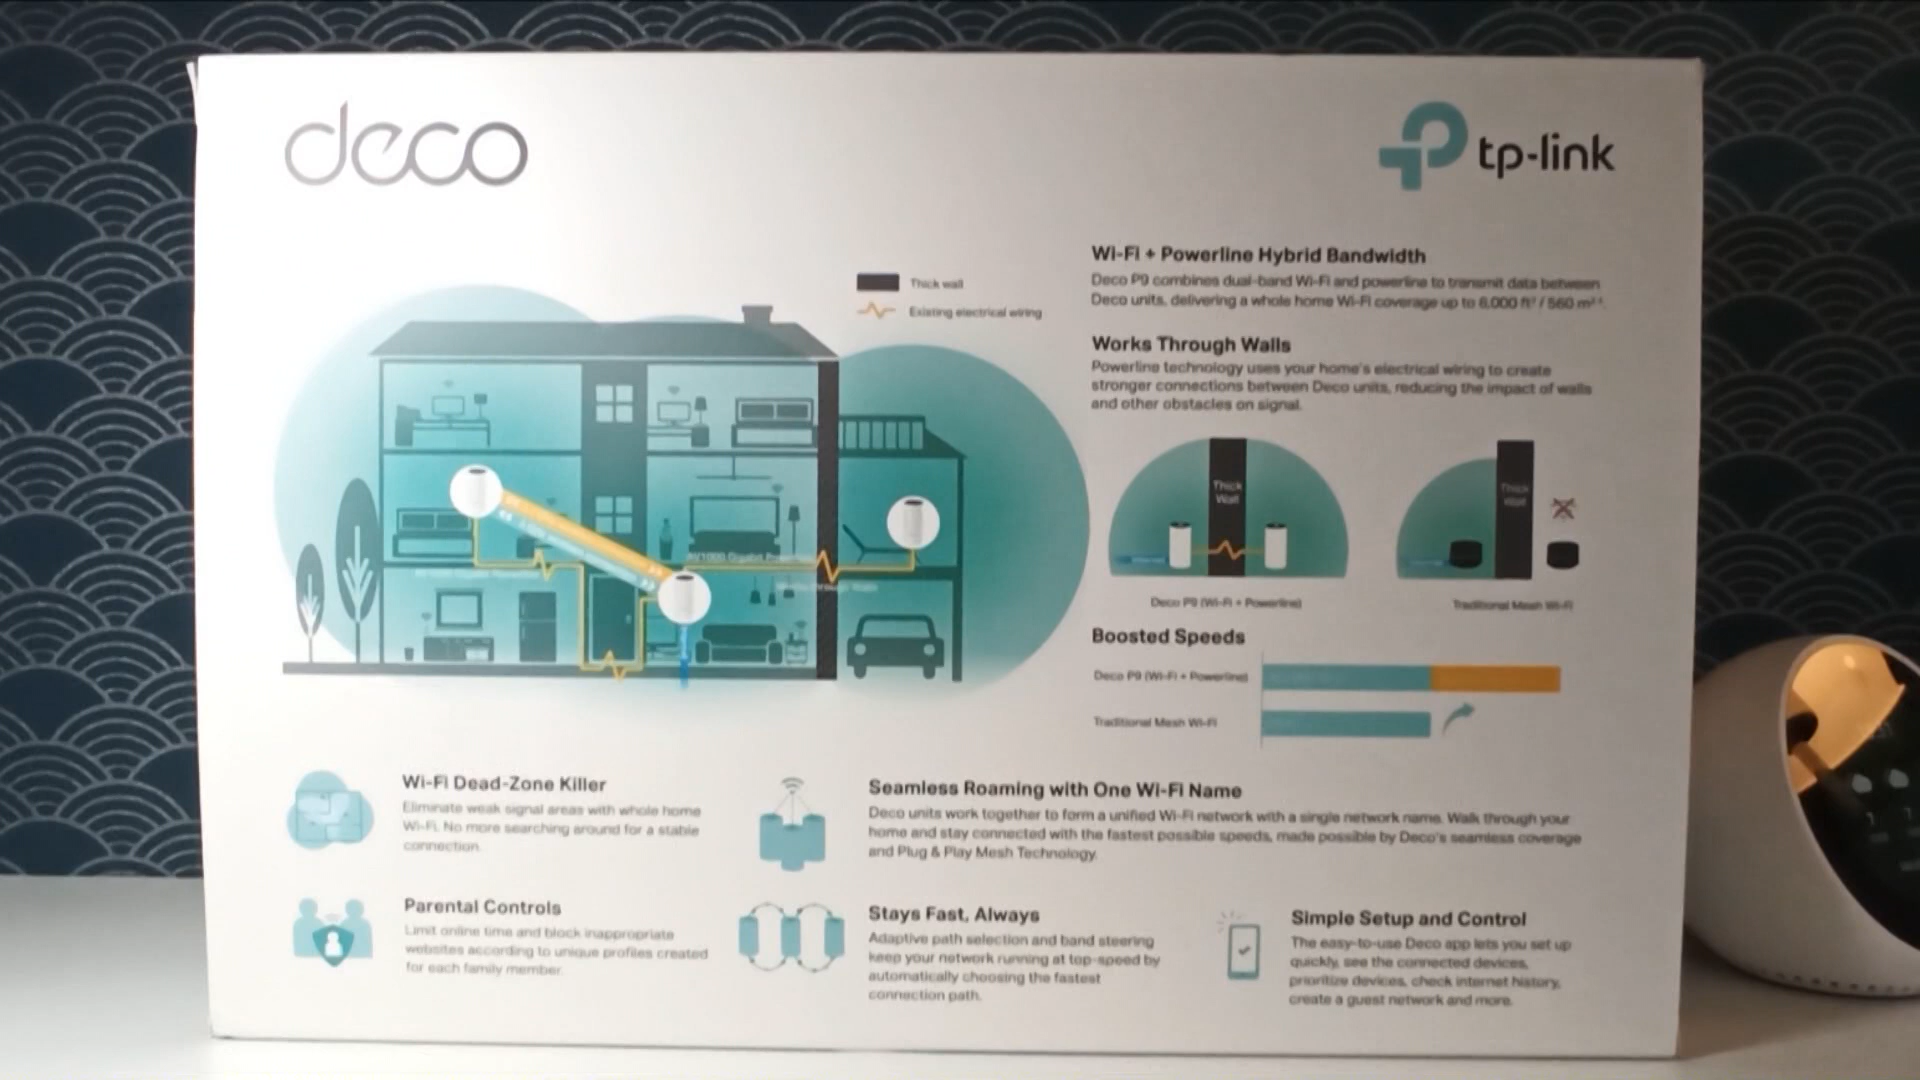 deco
tp-link
Thick wall
Existing electrical wiring
AV1000 Gigabit Powerline
Wi-Fi + Powerline Hybrid Bandwidth
Deco P9 combines dual-band Wi-Fi and powerline to transmit data between
Deco units, delivering a whole home Wi-Fi coverage up to 6,000 ft² / 560 m²
Works Through Walls
Powerline technology uses your home's electrical wiring to create
stronger connections between Deco units, reducing the impact of walls
and other obstacles on signal.
Thick
Wall
Thick
Wall
Deco P9 (Wi-Fi + Powerline)
Traditional Mesh Wi-Fi
Boosted Speeds
Deco P9 (Wi-Fi + Powerline)
Traditional Mesh Wi-Fi
Wi-Fi Dead-Zone Killer
Eliminate weak signal areas with whole home
Wi-Fi. No more searching around for a stable
connection.
Seamless Roaming with One Wi-Fi Name
Deco units work together to form a unified Wi-Fi network with a single network name. Walk through your
home and stay connected with the fastest possible speeds, made possible by Deco's seamless coverage
and Plug & Play Mesh Technology.
Parental Controls
Limit online time and block inappropriate
websites according to unique profiles created
for each family member.
Stays Fast, Always
Adaptive path selection and band steering
keep your network running at top-speed by
automatically choosing the fastest
connection path.
Simple Setup and Control
The easy-to-use Deco app lets you set up
quickly, see the connected devices,
prioritize devices, check internet history,
create a guest network and more.